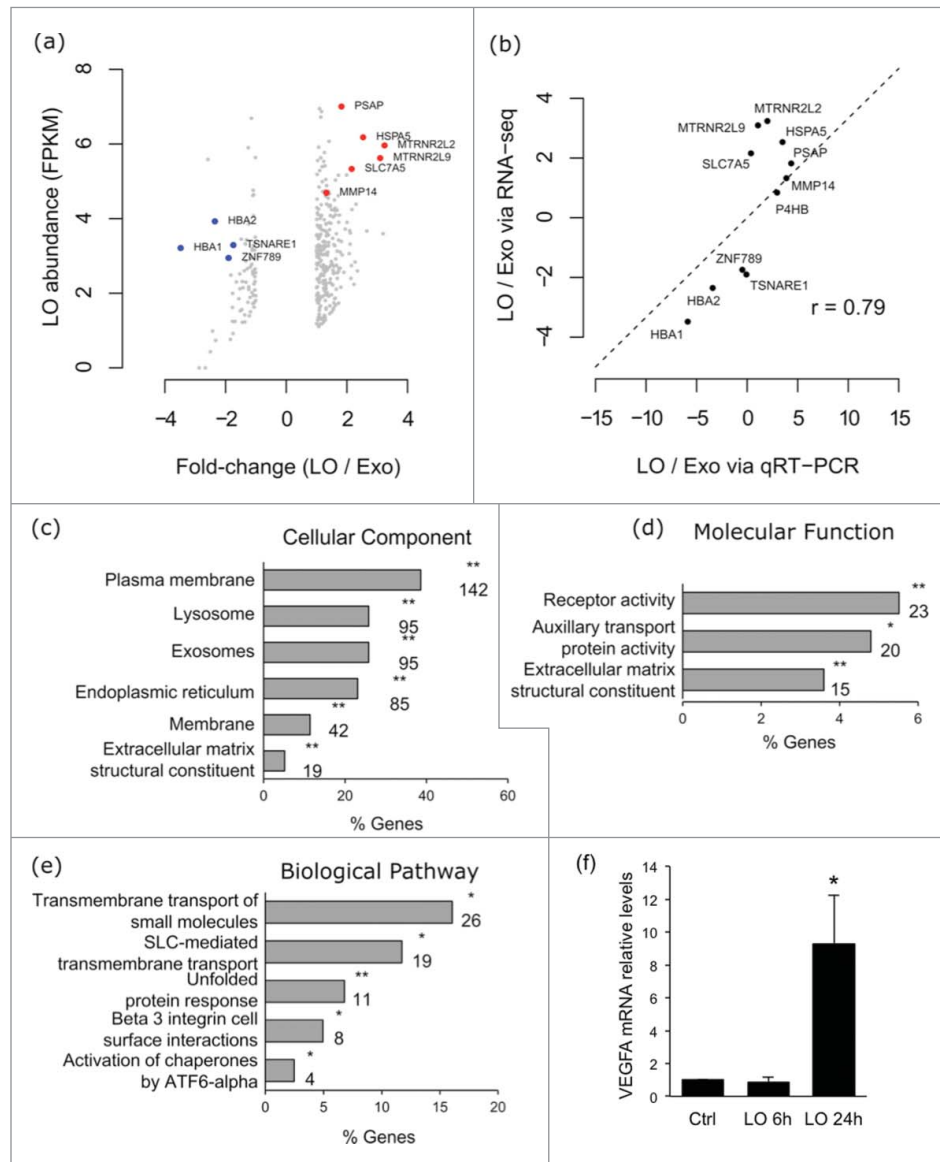 (a)
8
6
4
2
0
LO abundance (FPKM)
PSAP
HSPA5
MTRNR2L2
MTRNR2L9
SLC7A5
MMP14
HBA2
TSNARE1
HBA1
ZNF789
−4 −2 0 2 4
Fold-change (LO / Exo)
(b)
4
2
0
−2
−4
LO / Exo via RNA−seq
MTRNR2L2
MTRNR2L9
HSPA5
SLC7A5
PSAP
MMP14
P4HB
ZNF789
TSNARE1
HBA2
HBA1
r = 0.79
−15 −10 −5 0 5 10 15
LO / Exo via qRT−PCR
(c)
Cellular Component
Plasma membrane ** 142
Lysosome ** 95
Exosomes ** 95
Endoplasmic reticulum ** 85
Membrane ** 42
Extracellular matrix
structural constituent ** 19
0 20 40 60
% Genes
(d)
Molecular Function
Receptor activity ** 23
Auxillary transport
protein activity * 20
Extracellular matrix
structural constituent ** 15
0 2 4 6
% Genes
(e)
Biological Pathway
Transmembrane transport of
small molecules * 26
SLC-mediated
transmembrane transport * 19
Unfolded
protein response ** 11
Beta 3 integrin cell
surface interactions * 8
Activation of chaperones
by ATF6-alpha * 4
0 5 10 15 20
% Genes
(f)
14
12
10
8
6
4
2
0
VEGFA mRNA relative levels
*
Ctrl LO 6h LO 24h